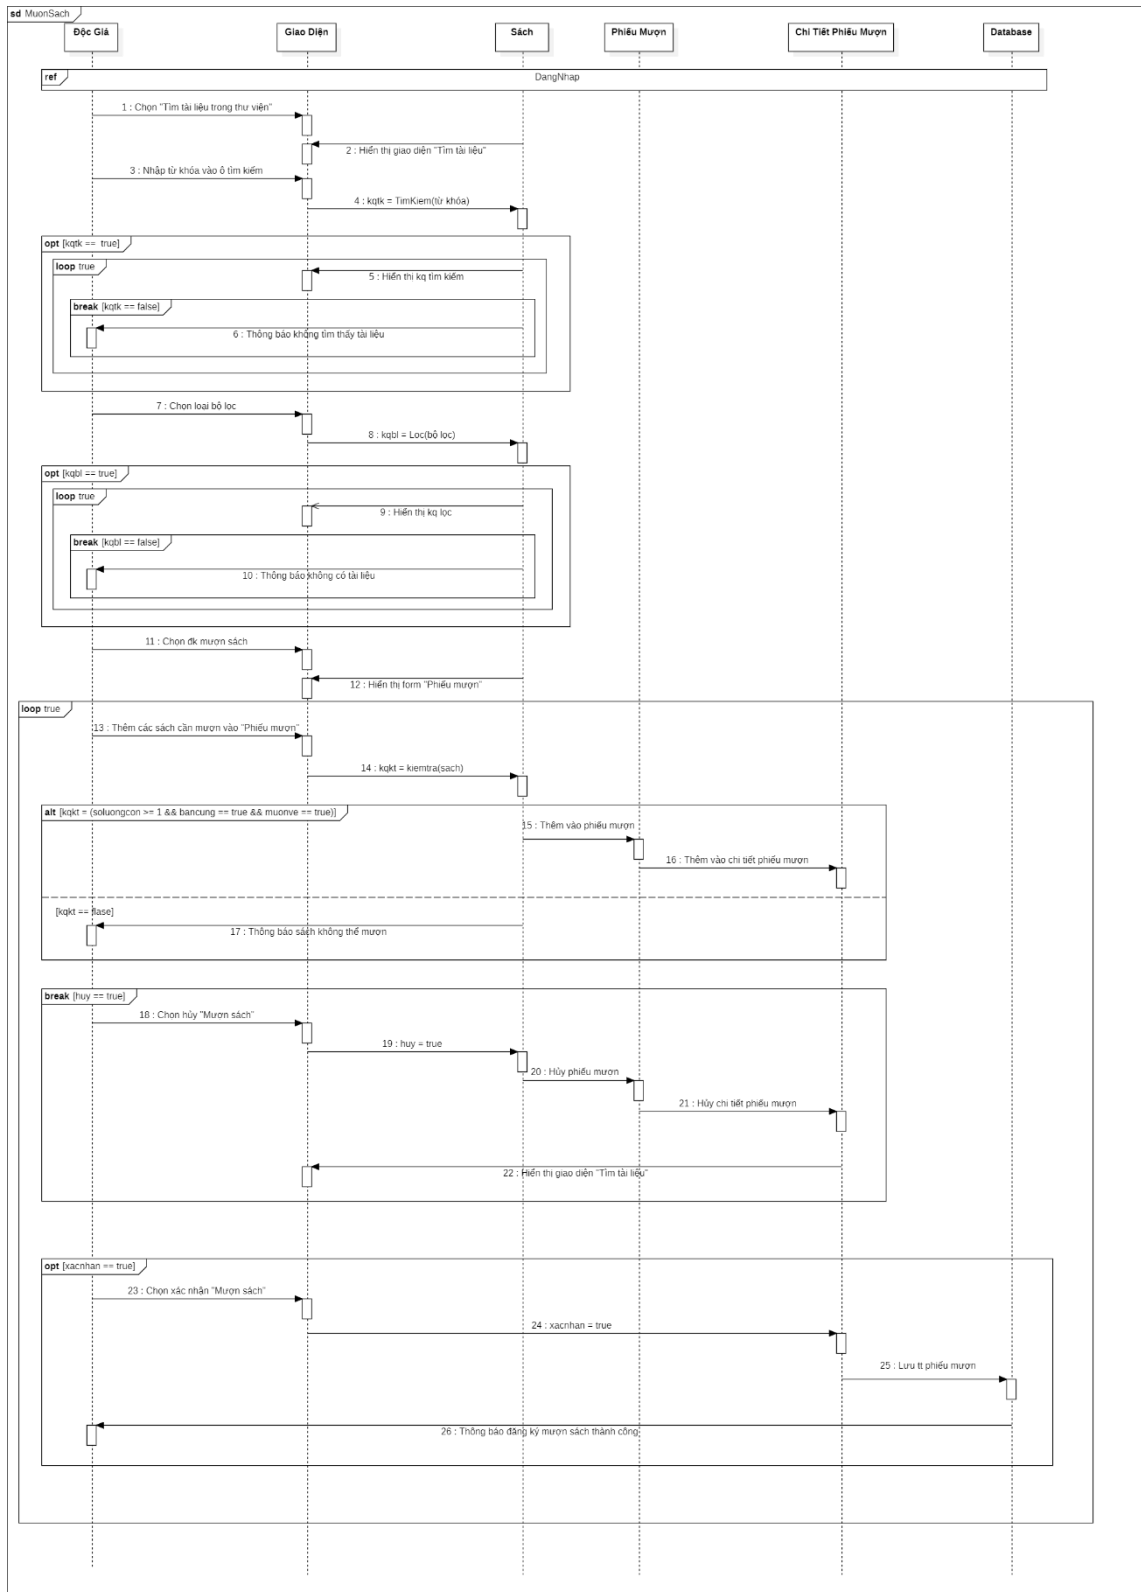 sd MuonSach
Độc Giả
Giao Diện
Sách
Phiếu Mượn
Chi Tiết Phiếu Mượn
Database
ref
DangNhap
1 : Chọn "Tìm tài liệu trong thư viện"
2 : Hiển thị giao diện "Tìm tài liệu"
3 : Nhập từ khóa vào ô tìm kiếm
4 : kqtk = TimKiem(từ khóa)
opt [kqtk == true]
loop true
5 : Hiển thị kq tìm kiếm
break [kqtk == false]
6 : Thông báo không tìm thấy tài liệu
7 : Chọn loại bộ lọc
8 : kqbl = Loc(bộ lọc)
opt [kqbl == true]
loop true
9 : Hiển thị kq lọc
break [kqbl == false]
10 : Thông báo không có tài liệu
11 : Chọn đk mượn sách
12 : Hiển thị form "Phiếu mượn"
loop true
13 : Thêm các sách cần mượn vào "Phiếu mượn"
14 : kqkt = kiemtra(sach)
alt [kqkt = (soluongcon >= 1 && bancung == true && muonve == true)]
15 : Thêm vào phiếu mượn
16 : Thêm vào chi tiết phiếu mượn
[kqkt == flase]
17 : Thông báo sách không thể mượn
break [huy == true]
18 : Chọn hủy "Mượn sách"
19 : huy = true
20 : Hủy phiếu mượn
21 : Hủy chi tiết phiếu mượn
22 : Hiển thị giao diện "Tìm tài liệu"
opt [xacnhan == true]
23 : Chọn xác nhận "Mượn sách"
24 : xacnhan = true
25 : Lưu tt phiếu mượn
26 : Thông báo đăng ký mượn sách thành công